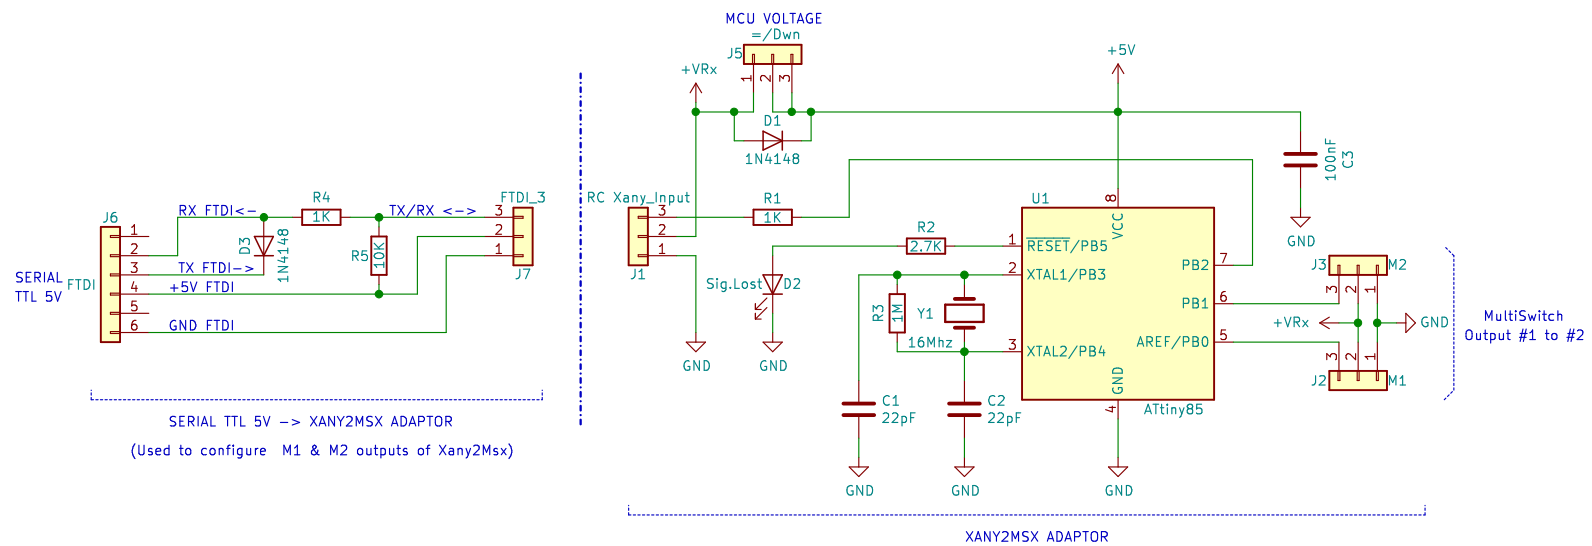 MCU VOLTAGE
=/Dwn
J5
1 2 3
+VRx
+5V
D1
1N4148
100nF
C3
GND
J6
1
2
3
4
5
6
SERIAL
TTL 5V
FTDI
RX FTDI<-
TX FTDI->
+5V FTDI
GND FTDI
D3
1N4148
R4
1K
R5
10K
TX/RX <->
FTDI_3
3
2
1
J7
SERIAL TTL 5V -> XANY2MSX ADAPTOR
(Used to configure  M1 & M2 outputs of Xany2Msx)
RC Xany_Input
3
2
1
J1
GND
R1
1K
R2
2.7K
Sig.Lost
D2
GND
R3
1M
Y1
16Mhz
C1
22pF
GND
C2
22pF
GND
U1
8
VCC
1
RESET/PB5
2
XTAL1/PB3
3
XTAL2/PB4
PB2
7
PB1
6
AREF/PB0
5
GND
4
ATtiny85
GND
J3
M2
3 2 1
+VRx
GND
3 2 1
J2
M1
MultiSwitch
Output #1 to #2
XANY2MSX ADAPTOR